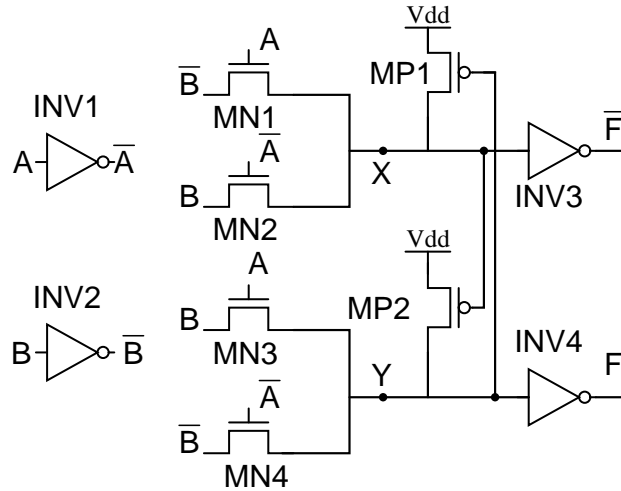 Vdd
A
B̅
MP1
INV1
MN1
F̅
A̅
A
A̅
X
B
INV3
MN2
Vdd
A
INV2
MP2
B
INV4
B
B̅
MN3
Y
F
A̅
B̅
MN4